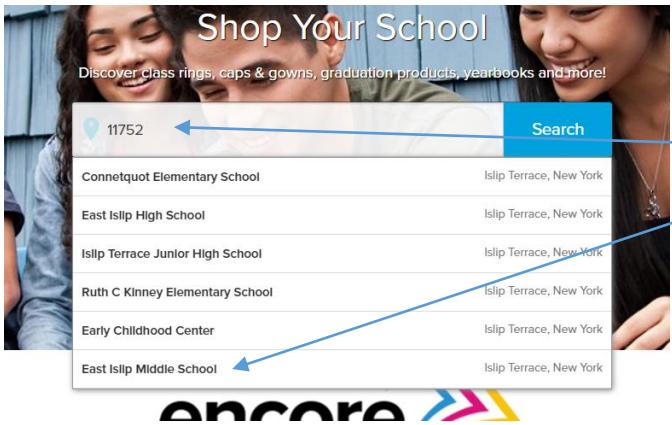 Shop Your School
Discover class rings, caps & gowns, graduation products, yearbooks and more!
11752 Search
Connetquot Elementary School Islip Terrace, New York
East Islip High School Islip Terrace, New York
Islip Terrace Junior High School Islip Terrace, New York
Ruth C Kinney Elementary School Islip Terrace, New York
Early Childhood Center Islip Terrace, New York
East Islip Middle School Islip Terrace, New York
encore